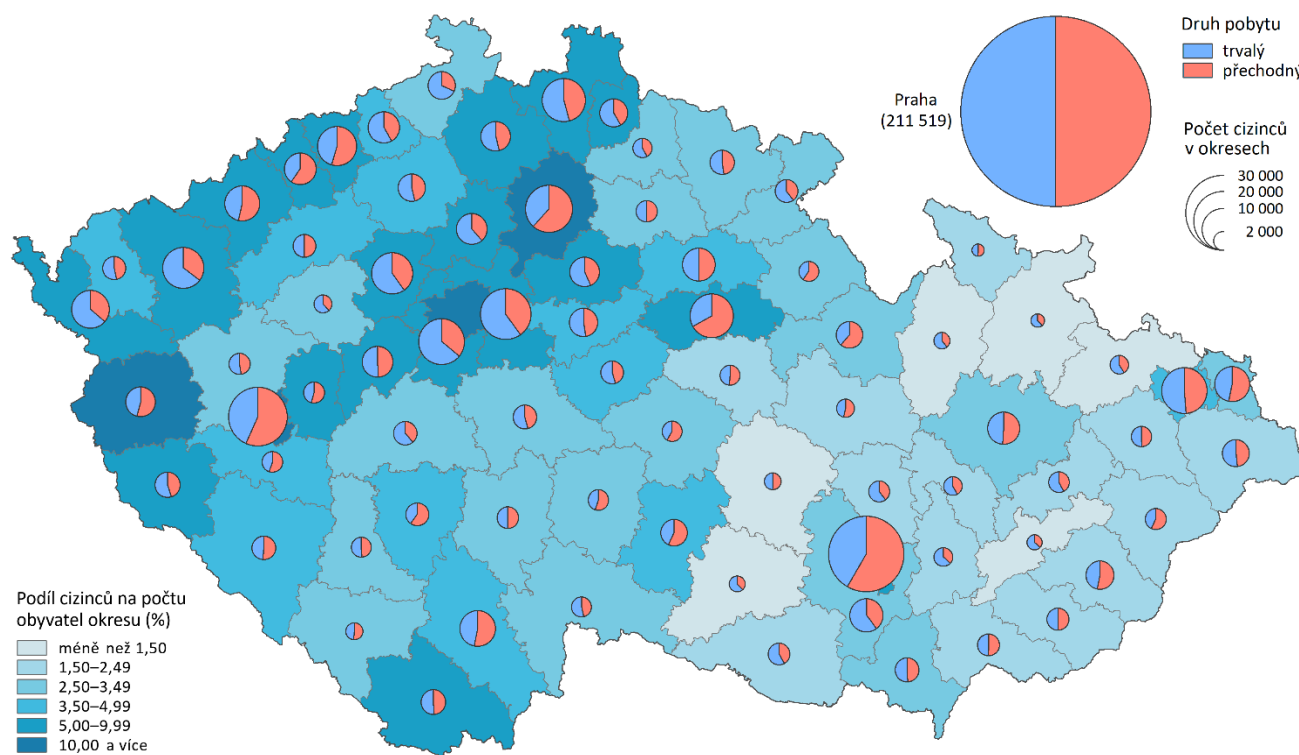 Druh pobytu
trvalý
přechodný
Praha
(211 519)
Počet cizinců
v okresech
30 000
20 000
10 000
2 000
Podíl cizinců na počtu
obyvatel okresu (%)
méně než 1,50
1,50–2,49
2,50–3,49
3,50–4,99
5,00–9,99
10,00 a více